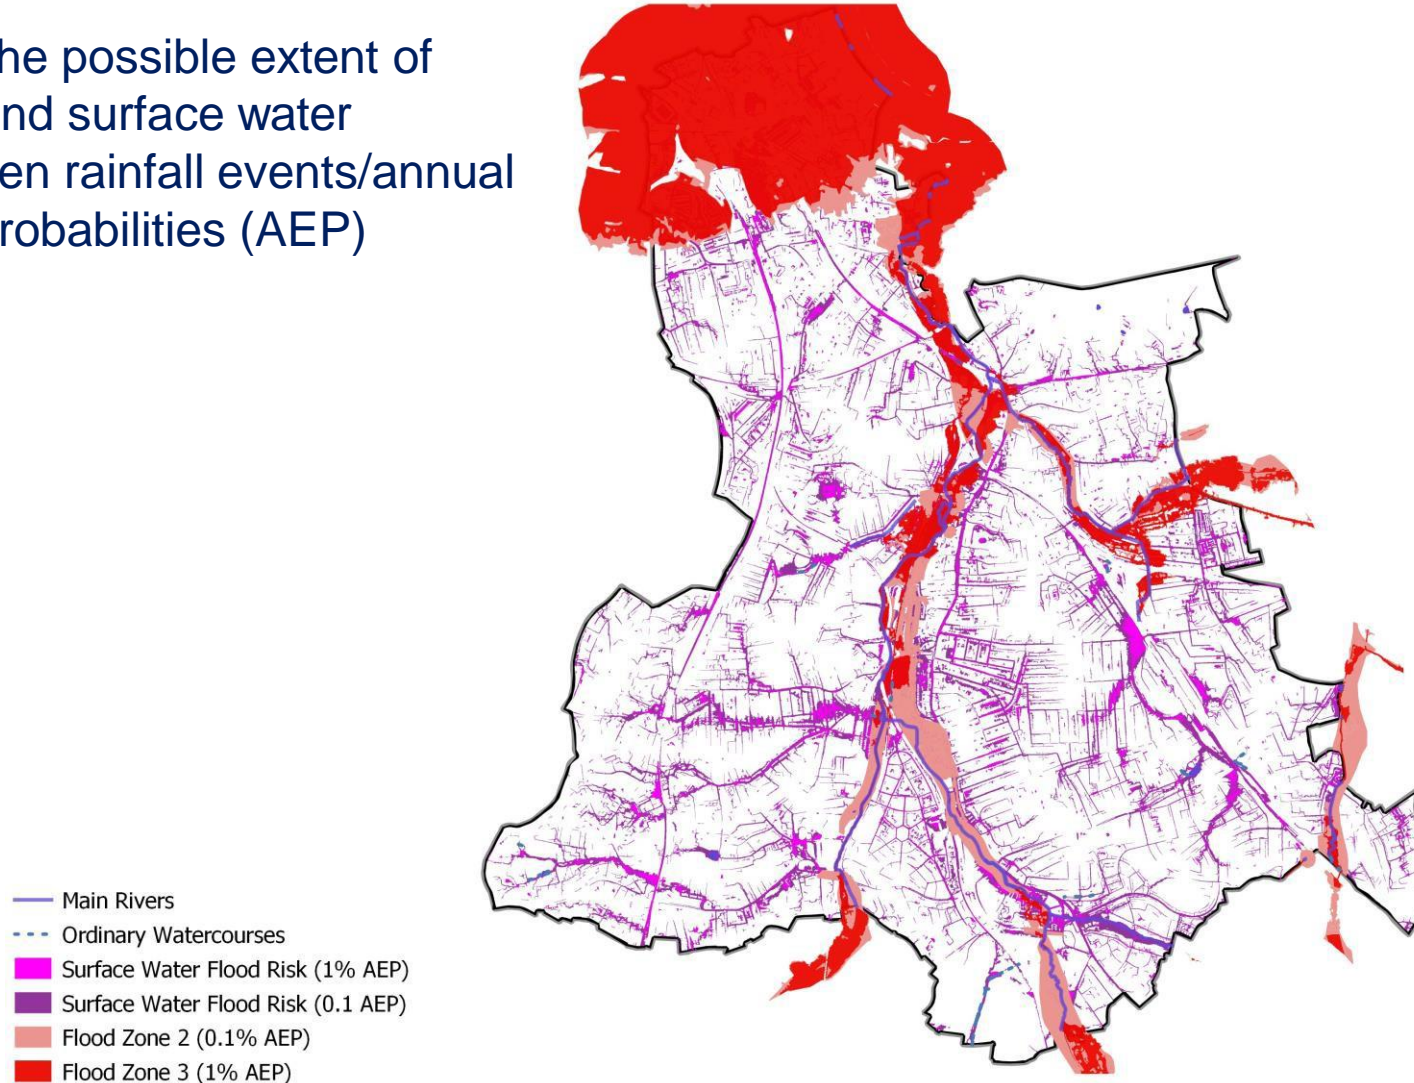 he possible extent of
nd surface water
en rainfall events/annual
robabilities (AEP)
Main Rivers
Ordinary Watercourses
Surface Water Flood Risk (1% AEP)
Surface Water Flood Risk (0.1 AEP)
Flood Zone 2 (0.1% AEP)
Flood Zone 3 (1% AEP)